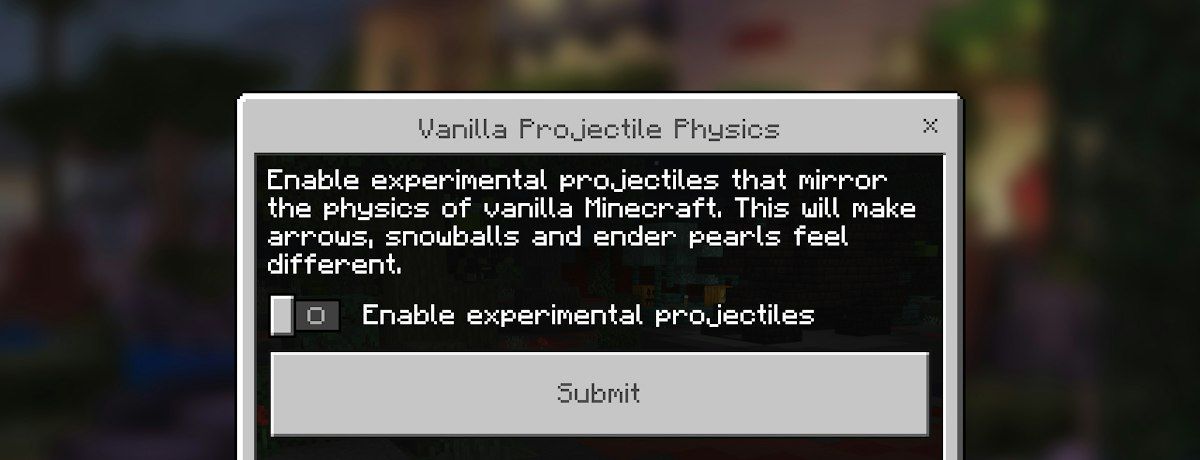 Vanilla Projectile Physics
Enable experimental projectiles that mirror
the physics of vanilla Minecraft. This will make
arrows, snowballs and ender pearls feel
different.
Enable experimental projectiles
Submit